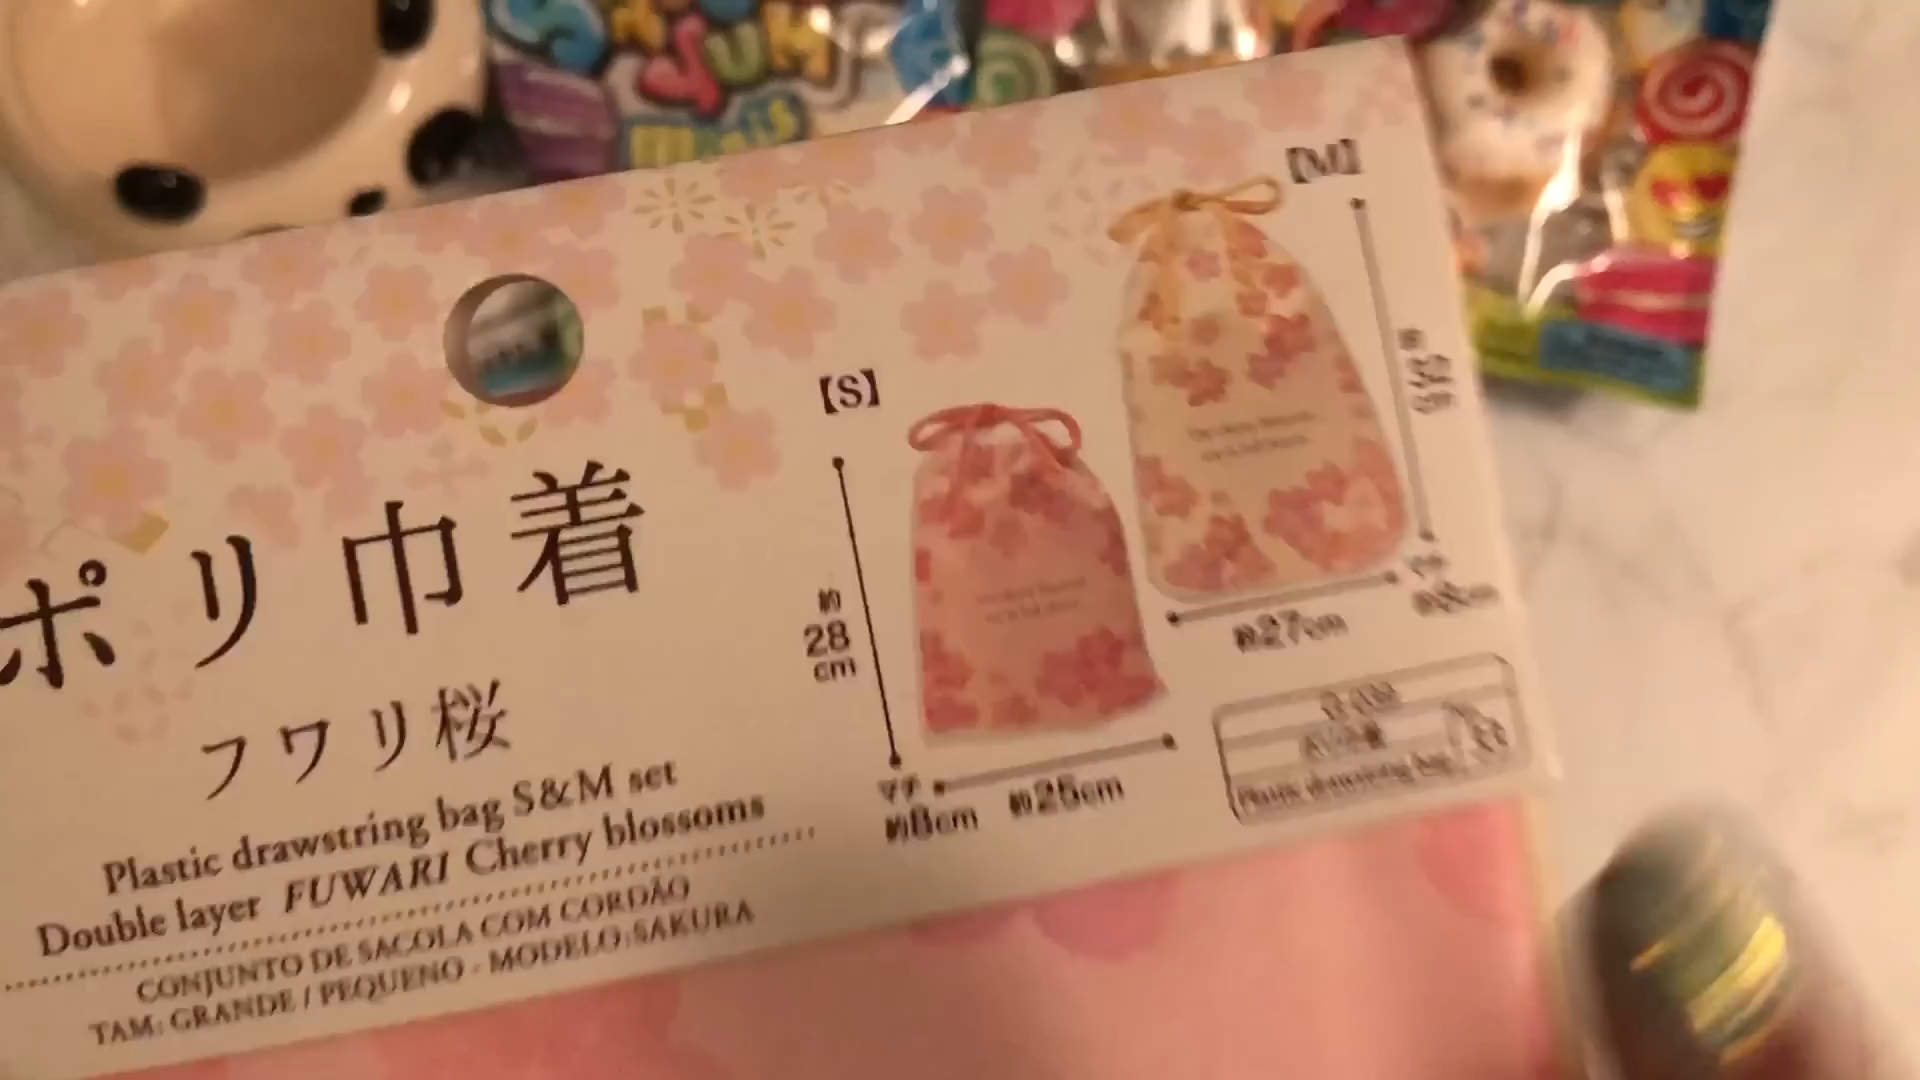 YUM
minis
【M】
【S】
ポリ巾着
フワリ桜
Plastic drawstring bag S&M set
Double layer FUWARI Cherry blossoms
CONJUNTO DE SACOLA COM CORDÃO
TAM: GRANDE / PEQUENO - MODELO:SAKURA
約
28
cm
マチ
約8cm
約25cm
約27cm
Plastic drawstring bag